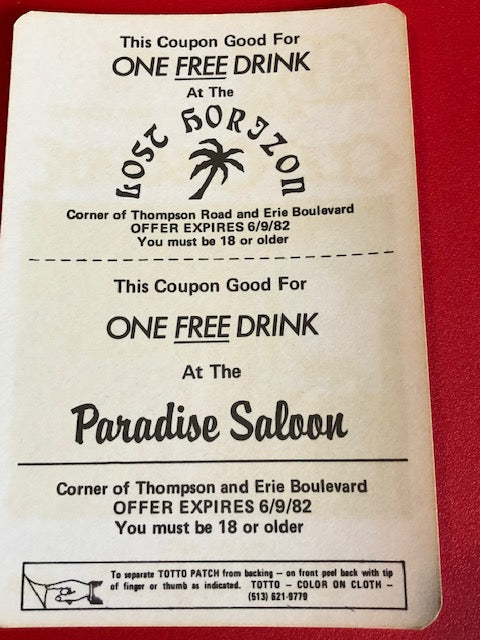 This Coupon Good For
ONE FREE DRINK
At The
LOST HORIZON
Corner of Thompson Road and Erie Boulevard
OFFER EXPIRES 6/9/82
You must be 18 or older
This Coupon Good For
ONE FREE DRINK
At The
Paradise Saloon
Corner of Thompson and Erie Boulevard
OFFER EXPIRES 6/9/82
You must be 18 or older
To separate TOTTO PATCH from backing — on front peel back with tip
of finger or thumb as indicated. TOTTO – COLOR ON CLOTH –
(513) 621-9779